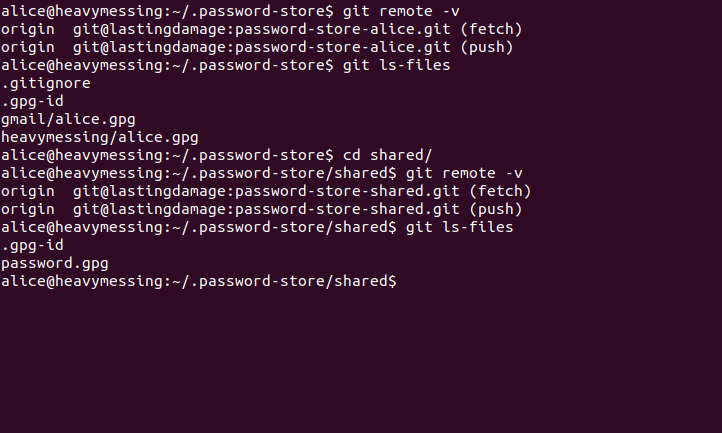 alice@heavymessing:~/.password-store$ git remote -v
origin  git@lastingdamage:password-store-alice.git (fetch)
origin  git@lastingdamage:password-store-alice.git (push)
alice@heavymessing:~/.password-store$ git ls-files
.gitignore
.gpg-id
gmail/alice.gpg
heavymessing/alice.gpg
alice@heavymessing:~/.password-store$ cd shared/
alice@heavymessing:~/.password-store/shared$ git remote -v
origin  git@lastingdamage:password-store-shared.git (fetch)
origin  git@lastingdamage:password-store-shared.git (push)
alice@heavymessing:~/.password-store/shared$ git ls-files
.gpg-id
password.gpg
alice@heavymessing:~/.password-store/shared$